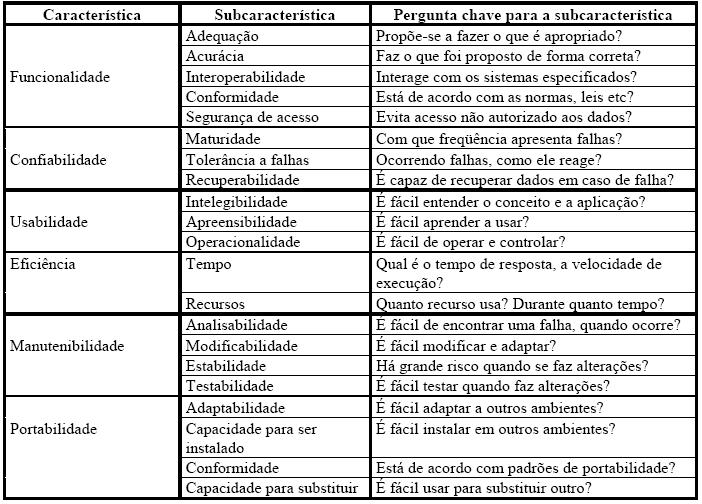 Característica Subcaracterística Pergunta chave para a subcaracterística
Funcionalidade
Adequação Propõe-se a fazer o que é apropriado?
Acurácia Faz o que foi proposto de forma correta?
Interoperabilidade Interage com os sistemas especificados?
Conformidade Está de acordo com as normas, leis etc?
Segurança de acesso Evita acesso não autorizado aos dados?
Confiabilidade
Maturidade Com que freqüência apresenta falhas?
Tolerância a falhas Ocorrendo falhas, como ele reage?
Recuperabilidade É capaz de recuperar dados em caso de falha?
Usabilidade
Intelegibilidade É fácil entender o conceito e a aplicação?
Apreensibilidade É fácil aprender a usar?
Operacionalidade É fácil de operar e controlar?
Eficiência Tempo Qual é o tempo de resposta, a velocidade de
execução?
Recursos Quanto recurso usa? Durante quanto tempo?
Manutenibilidade
Analisabilidade É fácil de encontrar uma falha, quando ocorre?
Modificabilidade É fácil modificar e adaptar?
Estabilidade Há grande risco quando se faz alterações?
Testabilidade É fácil testar quando faz alterações?
Portabilidade
Adaptabilidade É fácil adaptar a outros ambientes?
Capacidade para ser É fácil instalar em outros ambientes?
instalado
Conformidade Está de acordo com padrões de portabilidade?
Capacidade para substituir É fácil usar para substituir outro?